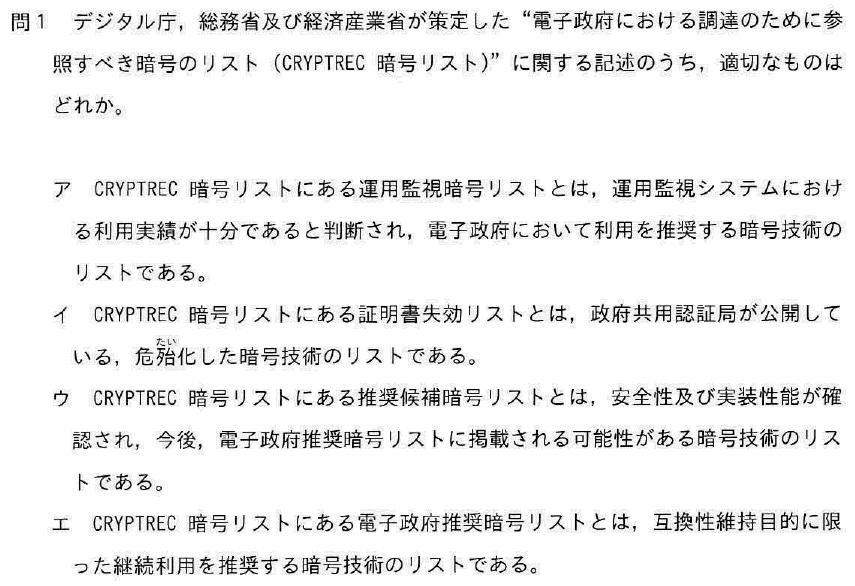 問1 デジタル庁，総務省及び経済産業省が策定した“電子政府における調達のために参
照すべき暗号のリスト（CRYPTREC 暗号リスト）”に関する記述のうち，適切なものは
どれか。
ア CRYPTREC 暗号リストにある運用監視暗号リストとは，運用監視システムにおけ
る利用実績が十分であると判断され，電子政府において利用を推奨する暗号技術の
リストである。
イ CRYPTREC 暗号リストにある証明書失効リストとは，政府共用認証局が公開して
たい
いる，危殆化した暗号技術のリストである。
ウ CRYPTREC 暗号リストにある推奨候補暗号リストとは，安全性及び実装性能が確
認され，今後，電子政府推奨暗号リストに掲載される可能性がある暗号技術のリス
トである。
エ CRYPTREC 暗号リストにある電子政府推奨暗号リストとは，互換性維持目的に限
った継続利用を推奨する暗号技術のリストである。